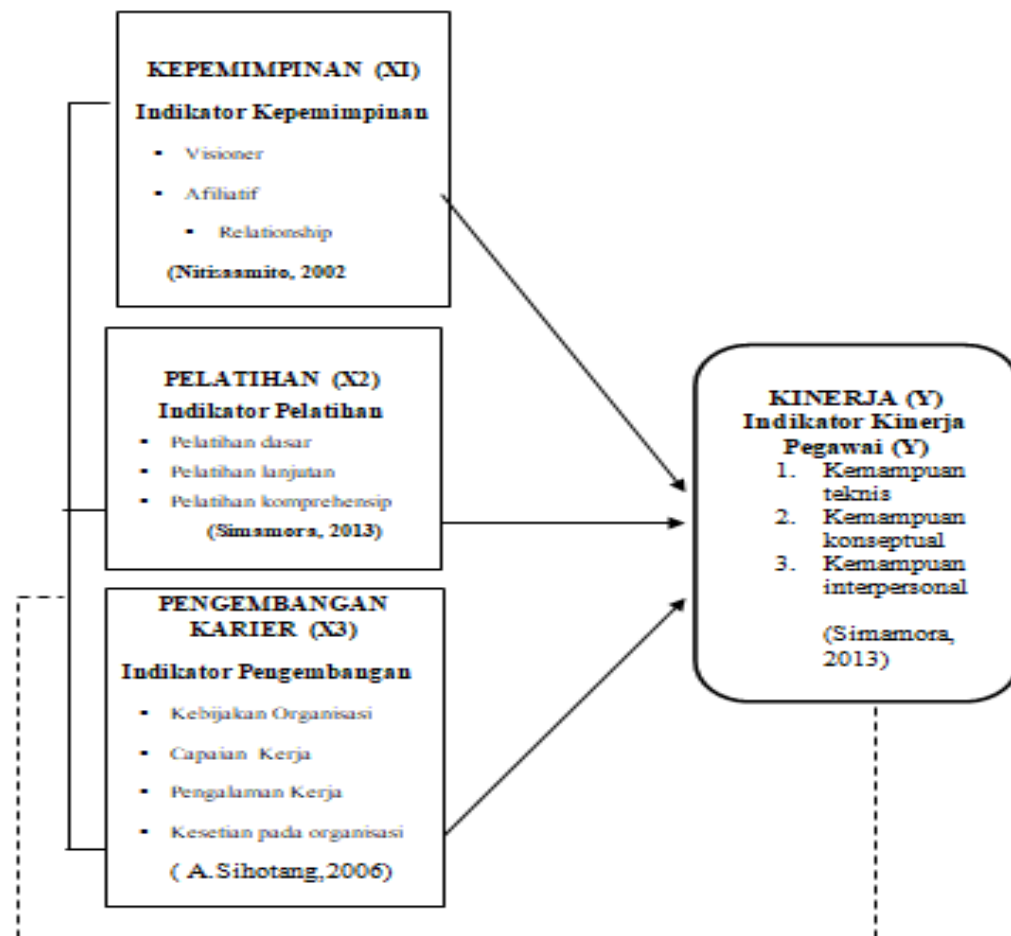 KEPEMIMPINAN (XI)
Indikator Kepemimpinan
▪ Visioner
▪ Afiliatif
▪ Relationship
(Nitisasmito, 2002
PELATIHAN (X2)
Indikator Pelatihan
▪ Pelatihan dasar
▪ Pelatihan lanjutan
▪ Pelatihan komprehensip
(Simamora, 2013)
PENGEMBANGAN
KARIER (X3)
Indikator Pengembangan
▪ Kebijakan Organisasi
▪ Capaian Kerja
▪ Pengalaman Kerja
▪ Kesetian pada organisasi
( A.Sihotang,2006)
KINERJA (Y)
Indikator Kinerja
Pegawai (Y)
1. Kemampuan
teknis
2. Kemampuan
konseptual
3. Kemampuan
interpersonal
(Simamora,
2013)